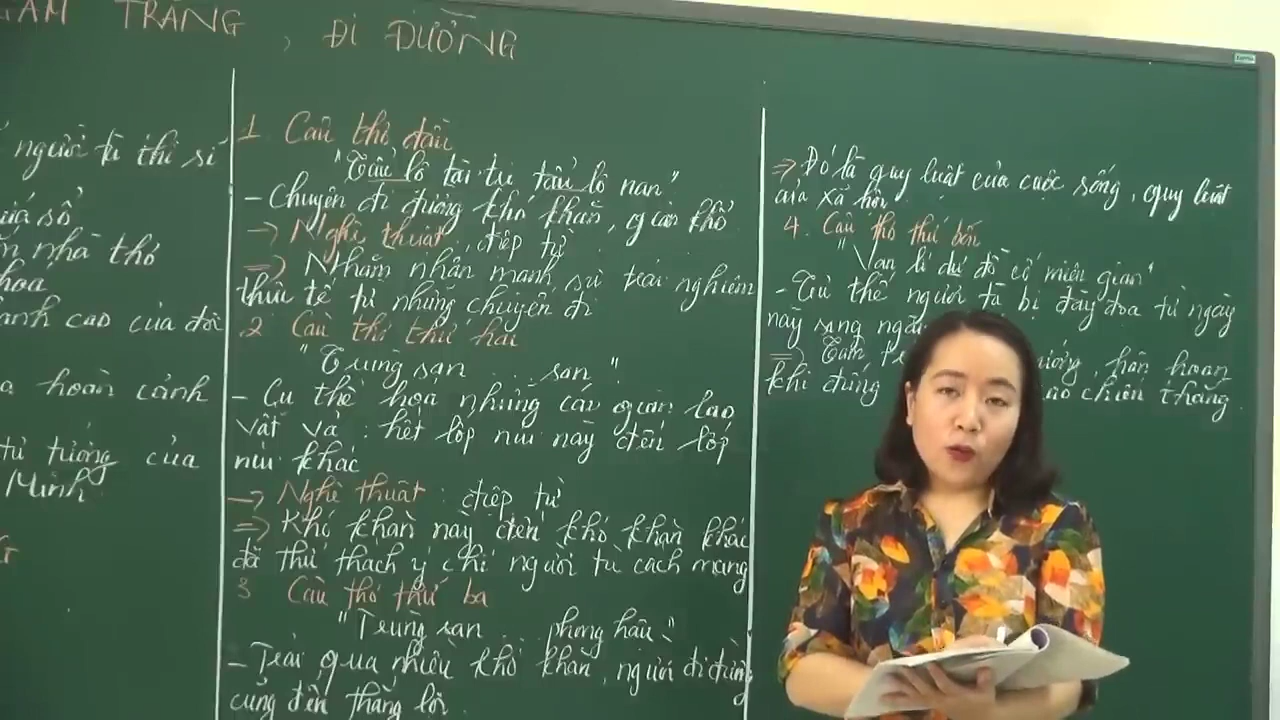 TRĂNG, ĐI ĐƯỜNG
người tù thi sĩ
nhà thơ
hoá
cao của đời
hoàn cảnh
tư tưởng của
Minh
1 Câu thơ đầu
"Tẩu lộ tài tri tẩu lộ nan"
- Chuyện đi đường khó khăn, gian khổ
-> Nghệ thuật: điệp từ
=> Nhằm nhấn mạnh sự trải nghiệm
thực tế từ những chuyến đi
2 Câu thơ thứ hai
"Trùng san ... san".
- Cụ thể hoá những cái gian lao
vất vả: hết lớp núi này đến lớp
núi khác
-> Nghệ thuật: điệp từ
=> Khó khăn này đến khó khăn khác
đã thử thách ý chí người tù cách mạng
3 Câu thơ thứ ba
"Trùng san ... phong hậu"
- Trải qua nhiều khó khăn, người đi đường
cũng đến thắng lợi.
=> Đó là quy luật của cuộc sống, quy luật
của xã hội.
4. Câu thơ thứ bốn
"Vạn lí dư đồ cố miện gian"
- Từ thế người tù bị đày đọa từ ngày
này sang
=> Tâm hân hoan
khi đứng chiến thắng.